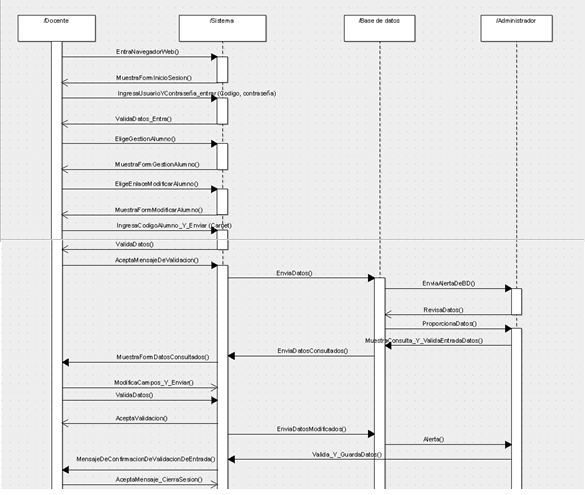 /Docente
/Sistema
/Base de datos
/Administrador
EntraNavegadorWeb()
MuestraFormInicioSesion()
IngresaUsuarioYContraseña_entrar (Codigo, contraseña)
ValidaDatos_Entra()
EligeGestionAlumno()
MuestraFormGestionAlumno()
EligeEnlaceModificarAlumno()
MuestraFormModificarAlumno()
IngresaCodigoAlumno_Y_Enviar (Carnet)
ValidaDatos()
AceptaMensajeDeValidacion()
EnviaDatos()
EnviaAlertaDeBD()
RevisaDatos()
ProporcionaDatos()
MuestraConsulta_Y_ValidaEntradaDatos()
EnviaDatosConsultados()
MuestraFormDatosConsultados()
ModificaCampos_Y_Enviar()
ValidaDatos()
AceptaValidacion()
EnviaDatosModificados()
Alerta()
Valida_Y_GuardaDatos()
MensajeDeConfirmacionDeValidacionDeEntrada()
AceptaMensaje_CierraSesion()